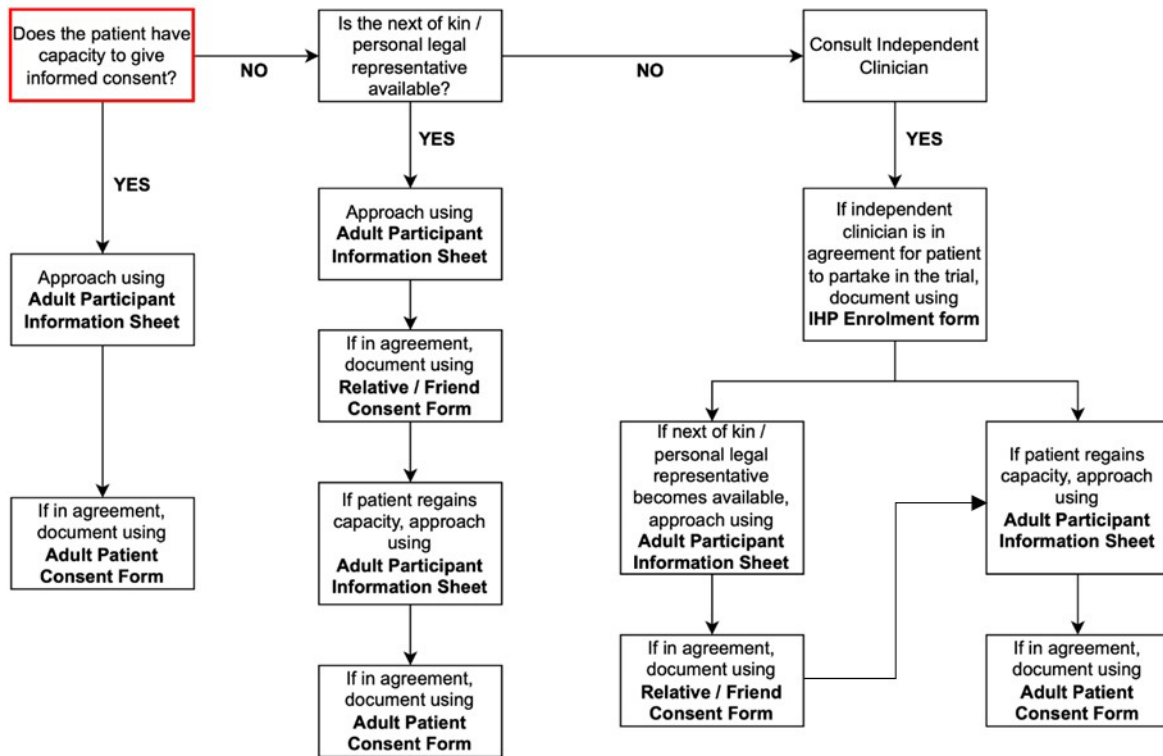 Does the patient have
capacity to give
informed consent?
NO
Is the next of kin /
personal legal
representative
available?
NO
Consult Independent
Clinician
YES
Approach using
Adult Participant
Information Sheet
If in agreement,
document using
Adult Patient
Consent Form
YES
Approach using
Adult Participant
Information Sheet
If in agreement,
document using
Relative / Friend
Consent Form
If patient regains
capacity, approach
using
Adult Participant
Information Sheet
If in agreement,
document using
Adult Patient
Consent Form
YES
If independent
clinician is in
agreement for patient
to partake in the trial,
document using
IHP Enrolment form
If next of kin /
personal legal
representative
becomes available,
approach using
Adult Participant
Information Sheet
If in agreement,
document using
Relative / Friend
Consent Form
If patient regains
capacity, approach
using
Adult Participant
Information Sheet
If in agreement,
document using
Adult Patient
Consent Form